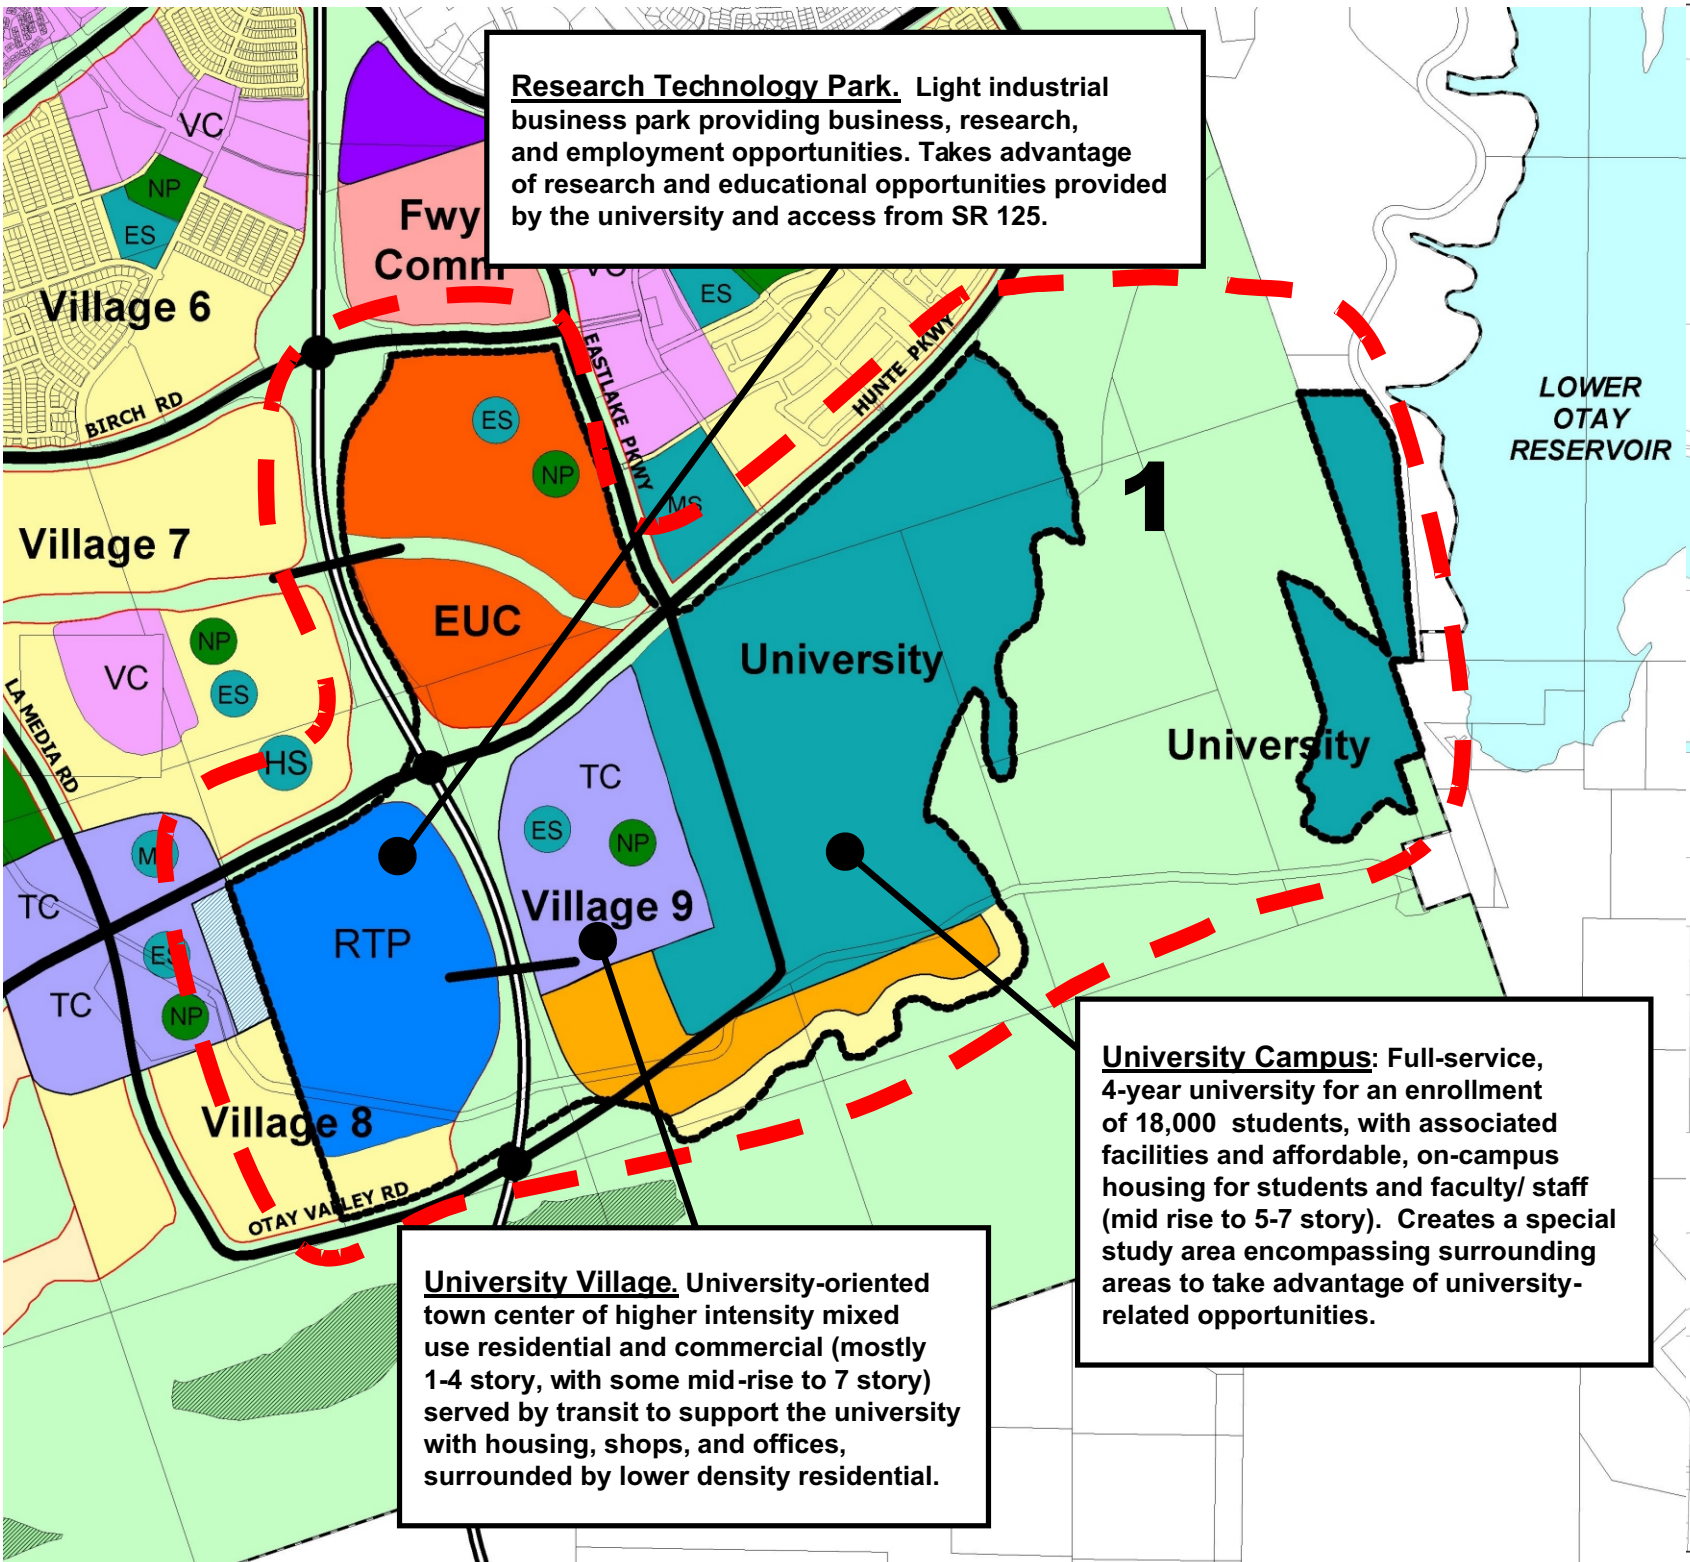 Research Technology Park. Light industrial
business park providing business, research,
and employment opportunities. Takes advantage
of research and educational opportunities provided
by the university and access from SR 125.
VC
NP
ES
Village 6
Fwy
Comm
VC
ES
BIRCH RD
EASTLAKE PKWY
HUNTE PKWY
LOWER
OTAY
RESERVOIR
ES
NP
MS
1
Village 7
EUC
NP
VC
ES
HS
LA MEDIA RD
University
University
TC
ES
NP
Village 9
M
TC
ES
TC
NP
RTP
Village 8
OTAY VALLEY RD
University Campus: Full-service,
4-year university for an enrollment
of 18,000 students, with associated
facilities and affordable, on-campus
housing for students and faculty/ staff
(mid rise to 5-7 story). Creates a special
study area encompassing surrounding
areas to take advantage of university-
related opportunities.
University Village. University-oriented
town center of higher intensity mixed
use residential and commercial (mostly
1-4 story, with some mid-rise to 7 story)
served by transit to support the university
with housing, shops, and offices,
surrounded by lower density residential.